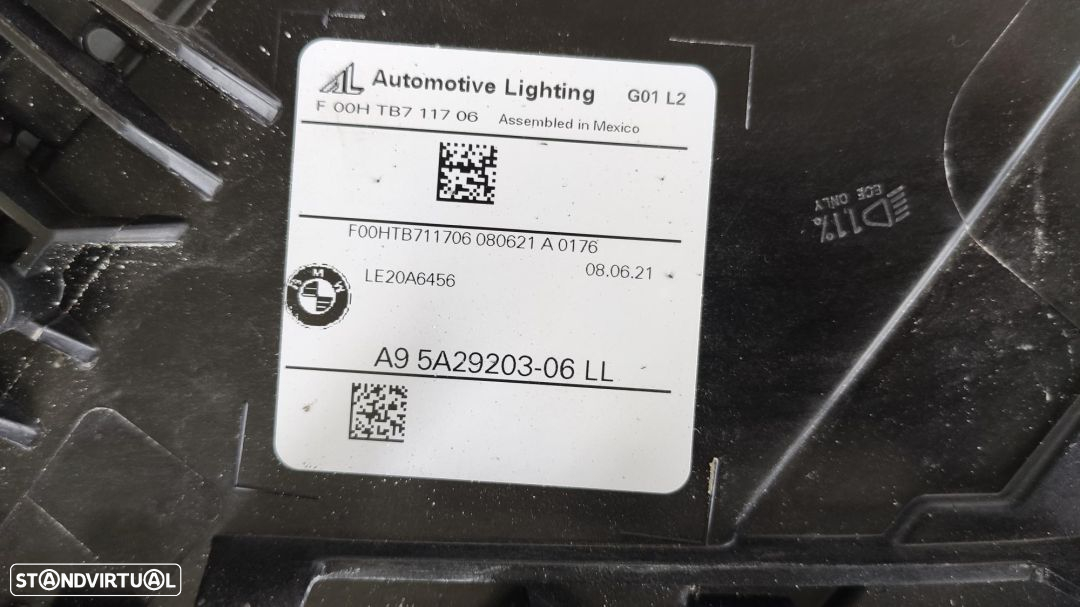 AL Automotive Lighting G01 L2
F 00H TB7 117 06 Assembled in Mexico
F00HTB711706 080621 A 0176
08.06.21
LE20A6456
BMW
A9 5A29203-06 LL
1.1%
ECE ONLY
STANDVIRTUAL